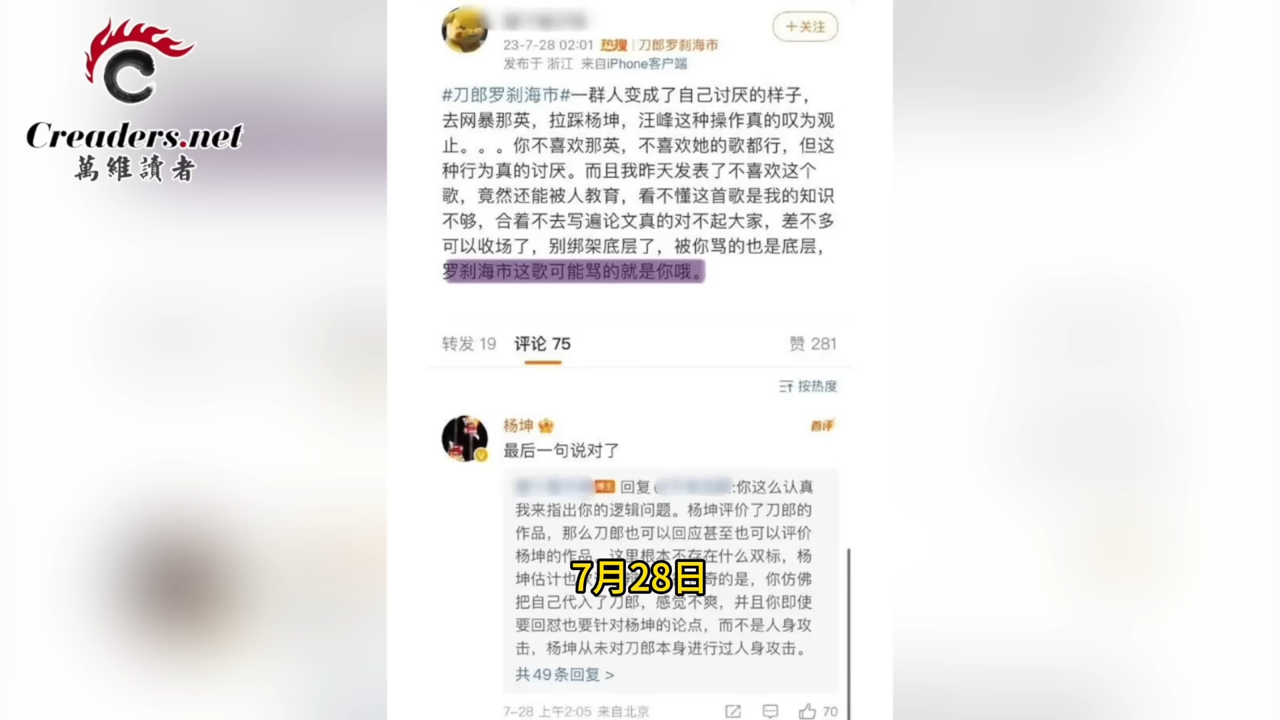 Creaders.net
萬維讀者
+关注
23-7-28 02:01 热搜 | 刀郎罗刹海市
发布于 浙江 来自iPhone客户端
#刀郎罗刹海市#一群人变成了自己讨厌的样子，
去网暴那英，拉踩杨坤，汪峰这种操作真的叹为观
止。。。你不喜欢那英，不喜欢她的歌都行，但这
种行为真的讨厌。而且我昨天发表了不喜欢这个
歌，竟然还能被人教育，看不懂这首歌是我的知识
不够，合着不去写遍论文真的对不起大家，差不多
可以收场了，别绑架底层了，被你骂的也是底层，
罗刹海市这歌可能骂的就是你哦。
转发 19 评论 75 赞 281
按热度
杨坤 首评
最后一句说对了
博主 回复 :你这么认真
我来指出你的逻辑问题。杨坤评价了刀郎的
作品，那么刀郎也可以回应甚至也可以评价
杨坤的作品，这里根本不存在什么双标，杨
坤估计也 奇的是，你仿佛
7月28日
把自己代入了刀郎，感觉不爽，并且你即使
要回怼也要针对杨坤的论点，而不是人身攻
击，杨坤从未对刀郎本身进行过人身攻击。
共49条回复 >
7-28 上午2:05 来自北京 70